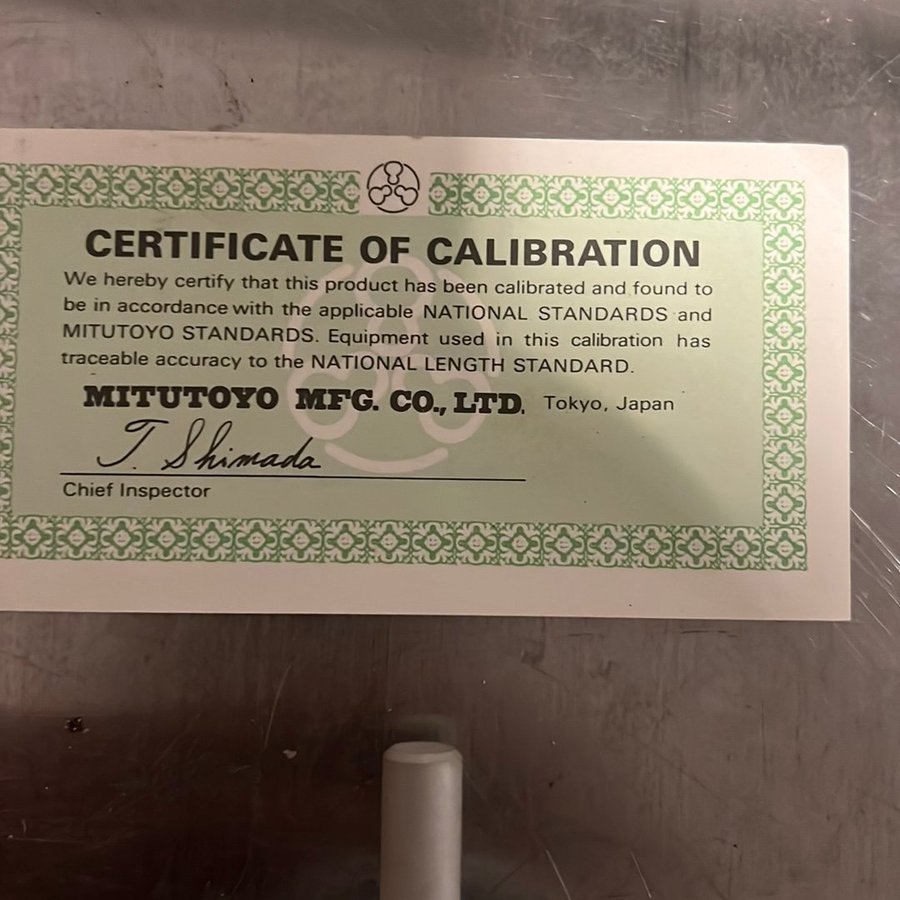 CERTIFICATE OF CALIBRATION
We hereby certify that this product has been calibrated and found to
be in accordance with the applicable NATIONAL STANDARDS and
MITUTOYO STANDARDS. Equipment used in this calibration has
traceable accuracy to the NATIONAL LENGTH STANDARD.
MITUTOYO MFG. CO., LTD. Tokyo, Japan
T. Shimada
Chief Inspector